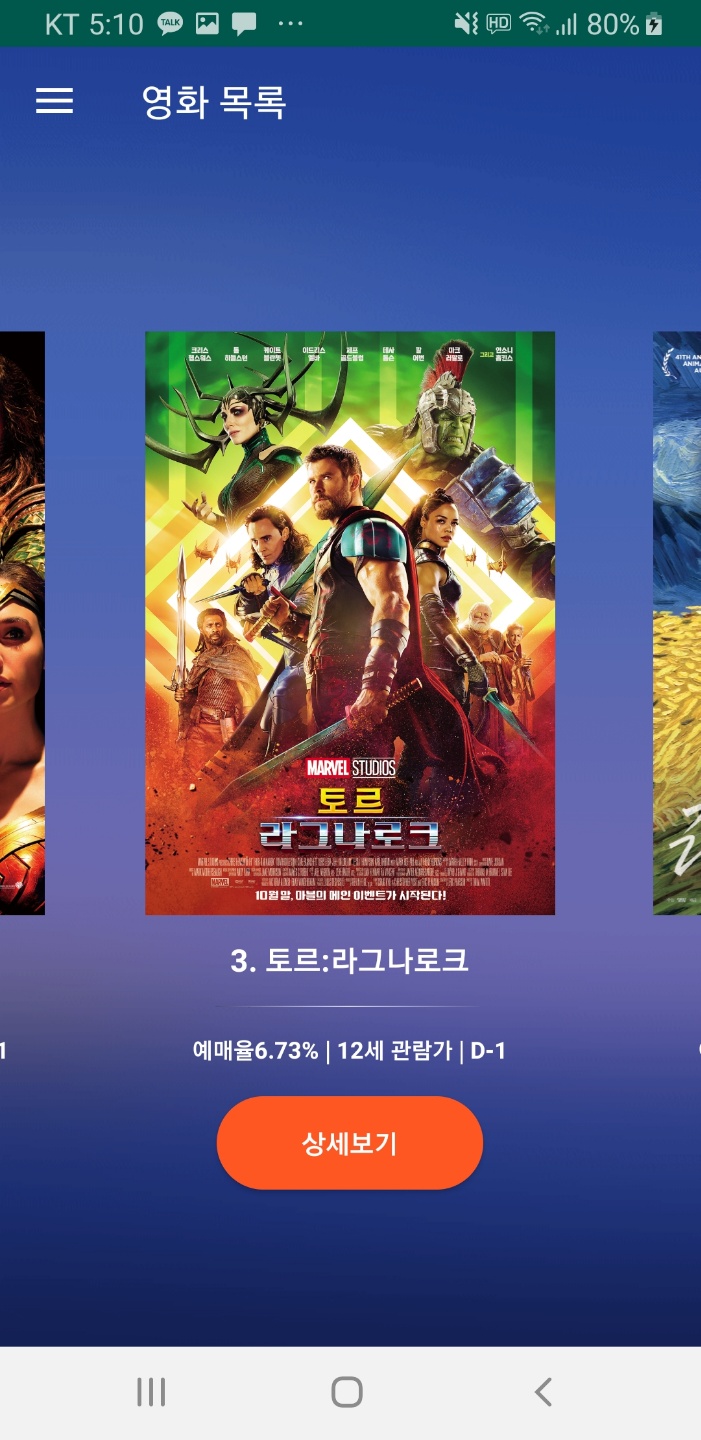 KT 5:10 TALK
HD 80%
영화 목록
크리스 헴스워스
톰 히들스턴
케이트 블란쳇
이드리스 엘바
제프 골드블럼
테사 톰슨
칼 어번
마크 러팔로
그리고 안소니 홉킨스
41TH AN
ANIMA
MARVEL STUDIOS
토르
라그나로크
MARVEL
10월 말, 마블의 메인 이벤트가 시작된다!
3. 토르:라그나로크
1
예매율6.73% | 12세 관람가 | D-1
상세보기